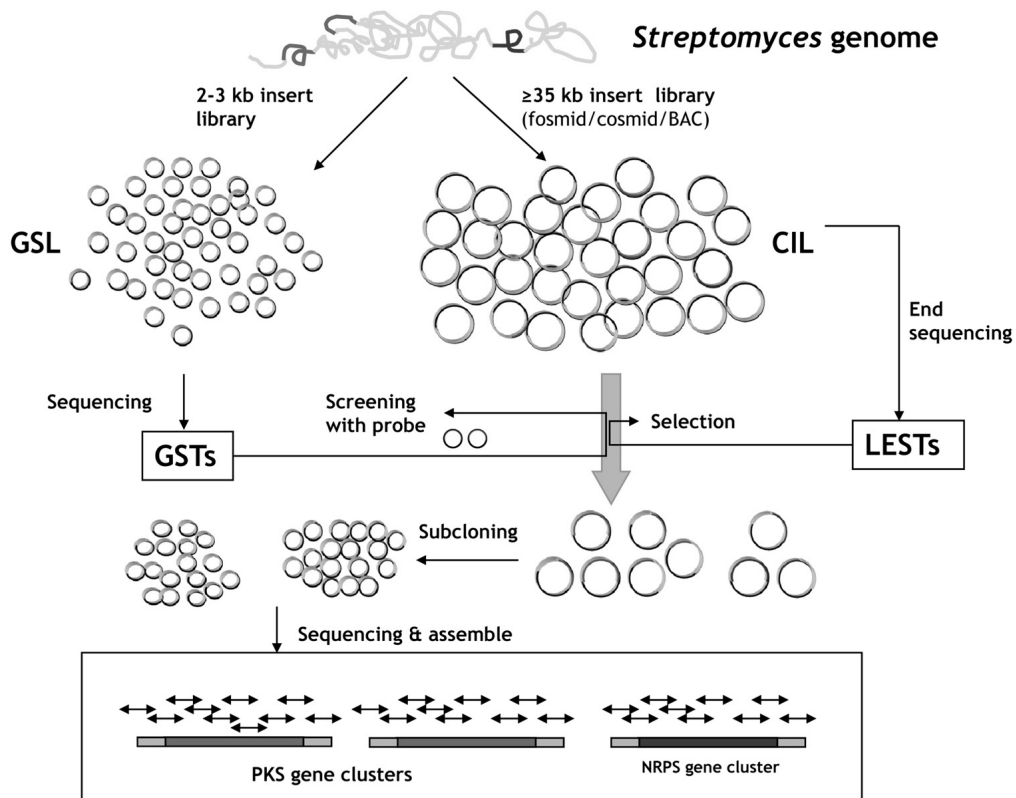 Streptomyces genome
2-3 kb insert
library
≥35 kb insert library
(fosmid/cosmid/BAC)
GSL
CIL
End
sequencing
Sequencing
Screening
with probe
Selection
GSTs
LESTs
Subcloning
Sequencing & assemble
PKS gene clusters
NRPS gene cluster